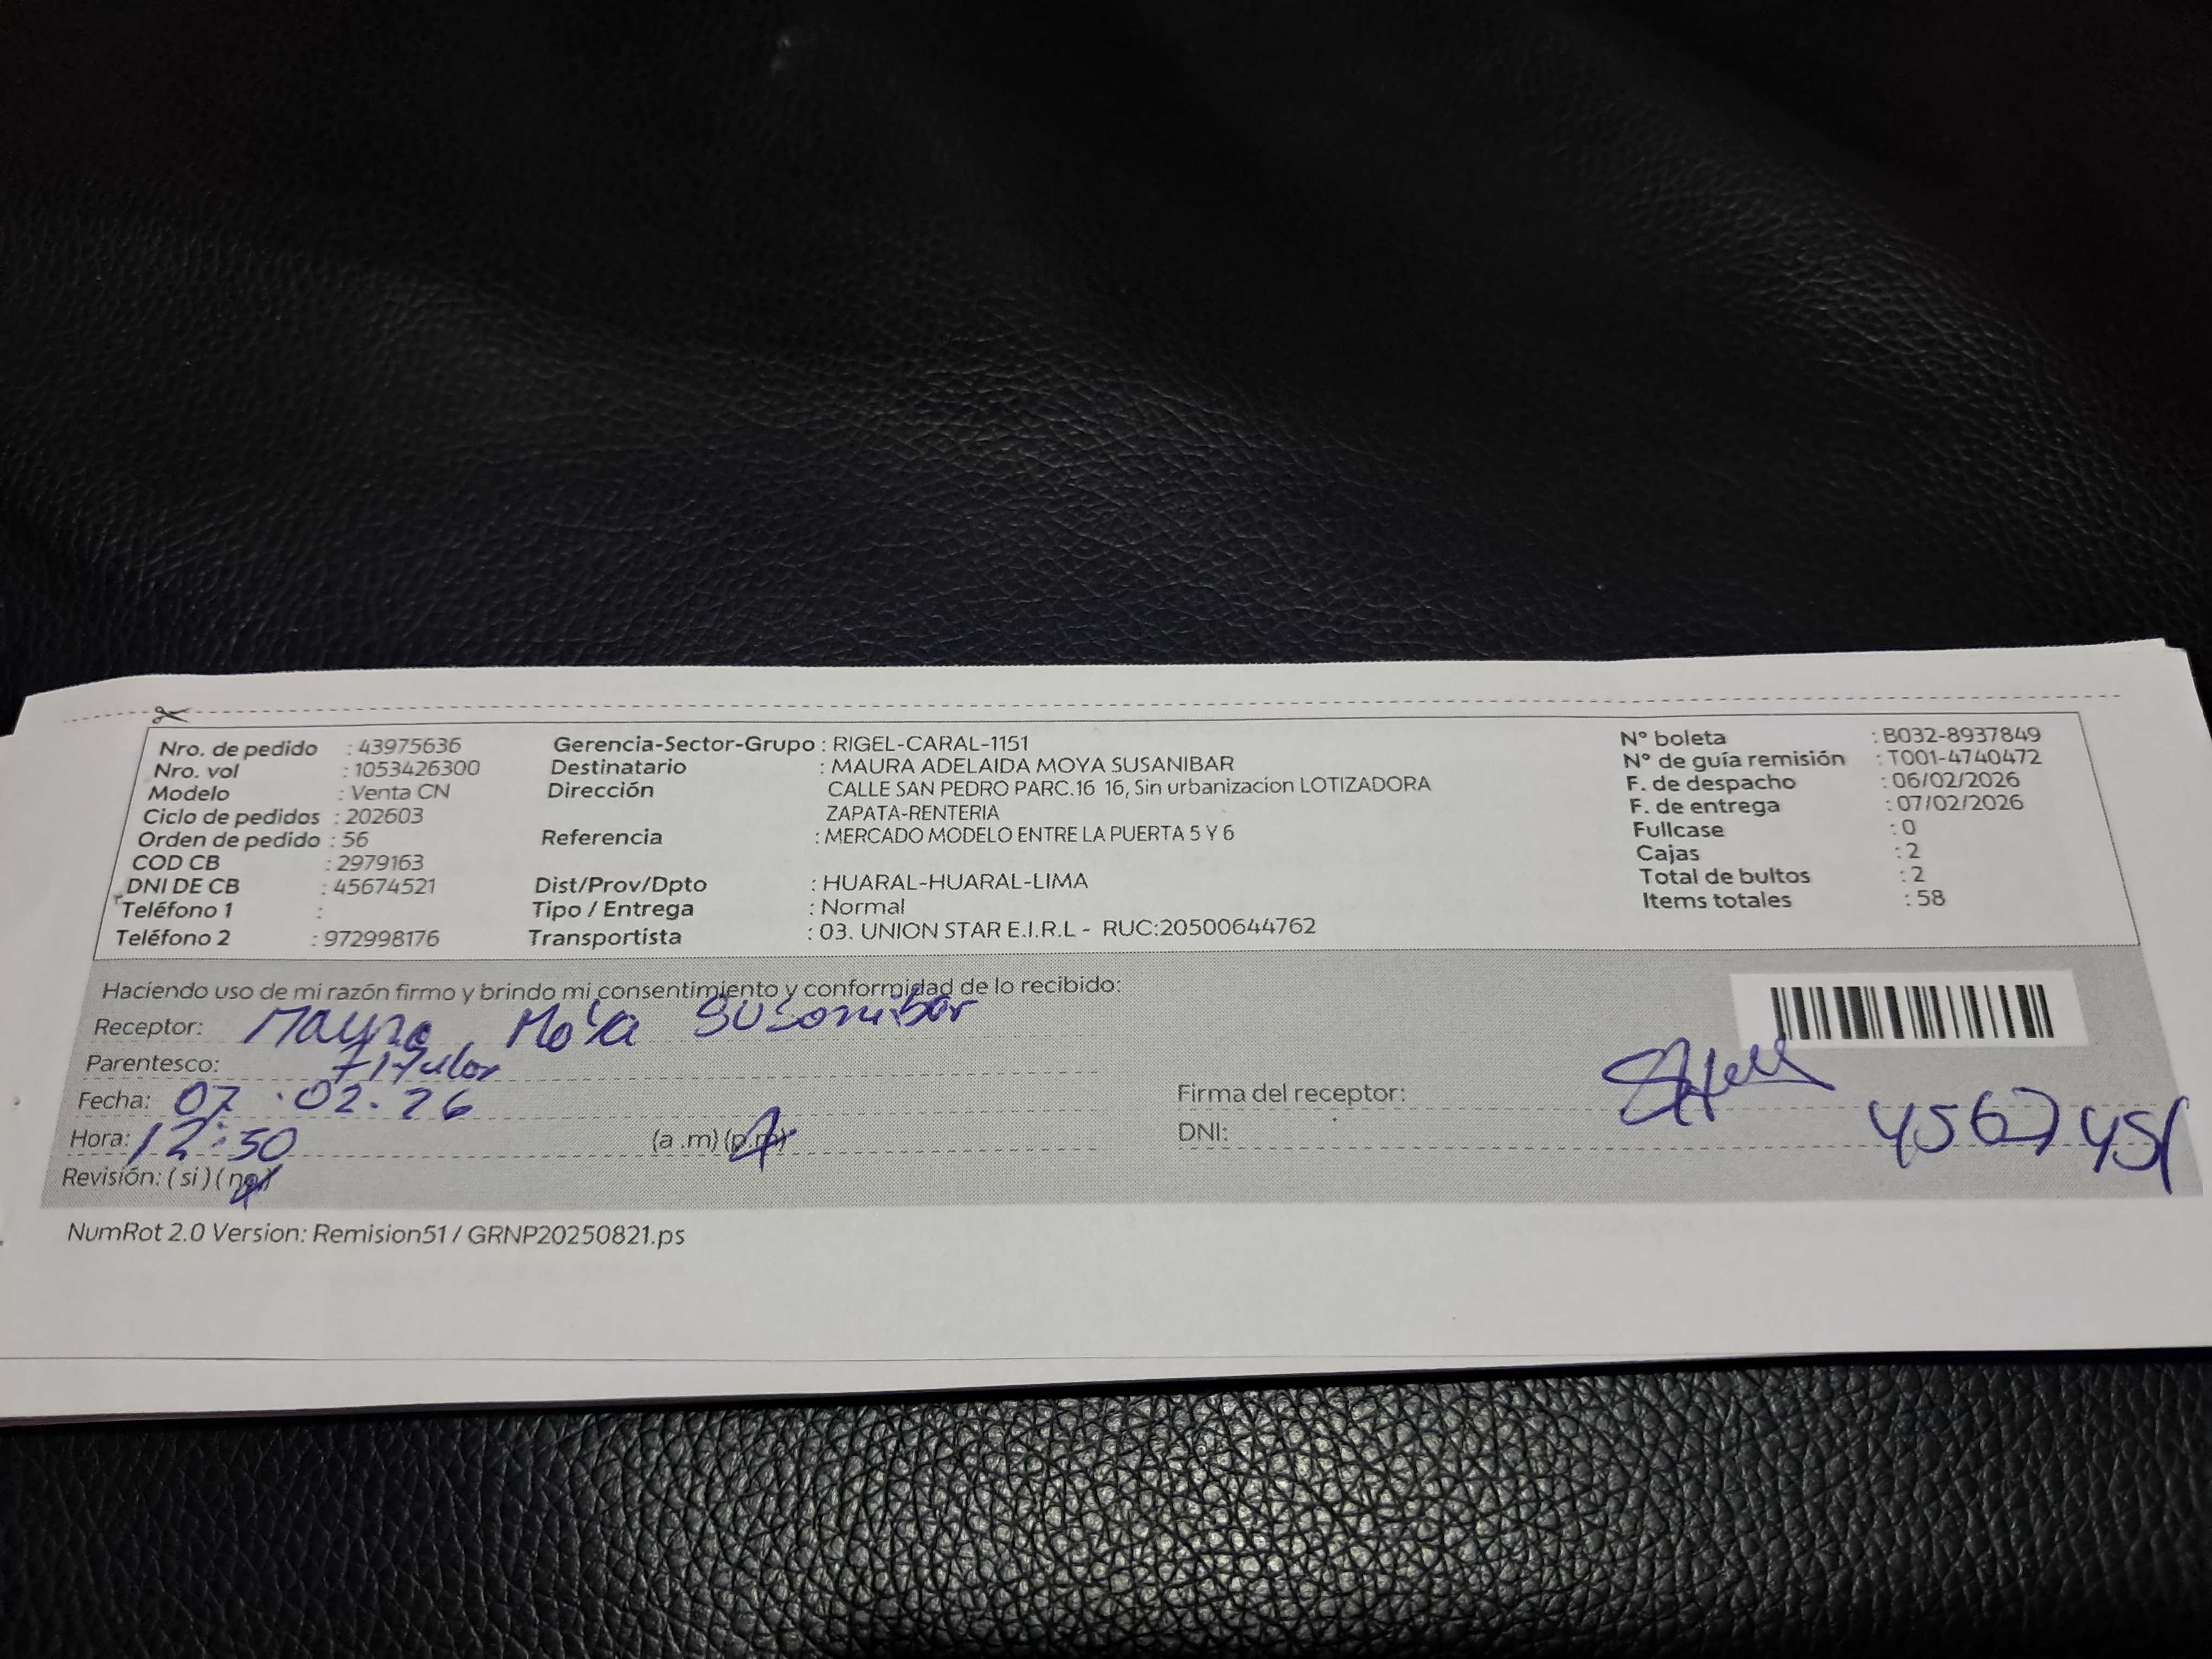 Nro. de pedido : 43975636 Gerencia-Sector-Grupo : RIGEL-CARAL-1151 N° boleta : B032-8937849
Nro. vol : 1053426300 Destinatario : MAURA ADELAIDA MOYA SUSANIBAR N° de guía remisión : T001-4740472
Modelo : Venta CN Dirección CALLE SAN PEDRO PARC.16 16, Sin urbanizacion LOTIZADORA F. de despacho : 06/02/2026
Ciclo de pedidos : 202603 ZAPATA-RENTERIA F. de entrega : 07/02/2026
Orden de pedido : 56 Referencia : MERCADO MODELO ENTRE LA PUERTA 5 Y 6 Fullcase : 0
COD CB : 2979163 Cajas : 2
DNI DE CB : 45674521 Dist/Prov/Dpto : HUARAL-HUARAL-LIMA Total de bultos : 2
Teléfono 1 : Tipo / Entrega : Normal Items totales : 58
Teléfono 2 : 972998176 Transportista : 03. UNION STAR E.I.R.L - RUC:20500644762
Haciendo uso de mi razón firmo y brindo mi consentimiento y conformidad de lo recibido:
Receptor: Moya Susanibar
Parentesco: titular
Fecha: 07.02.26 Firma del receptor:
Hora: 12:50 (a .m) (p.m) DNI:
Revisión: ( si ) ( no )
NumRot 2.0 Version: Remision51 / GRNP20250821.ps